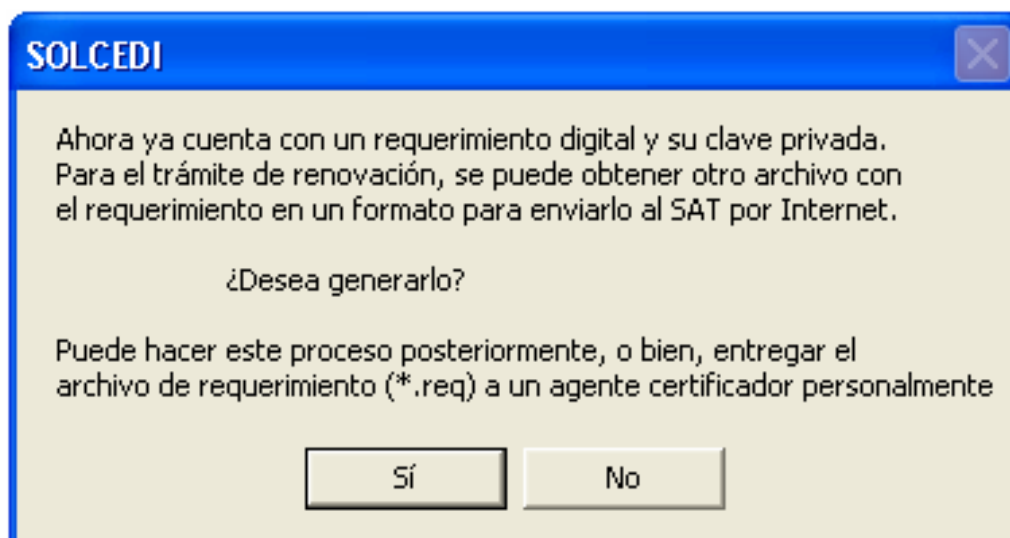 SOLCEDI
Ahora ya cuenta con un requerimiento digital y su clave privada.
Para el trámite de renovación, se puede obtener otro archivo con
el requerimiento en un formato para enviarlo al SAT por Internet.
¿Desea generarlo?
Puede hacer este proceso posteriormente, o bien, entregar el
archivo de requerimiento (*.req) a un agente certificador personalmente
Sí
No